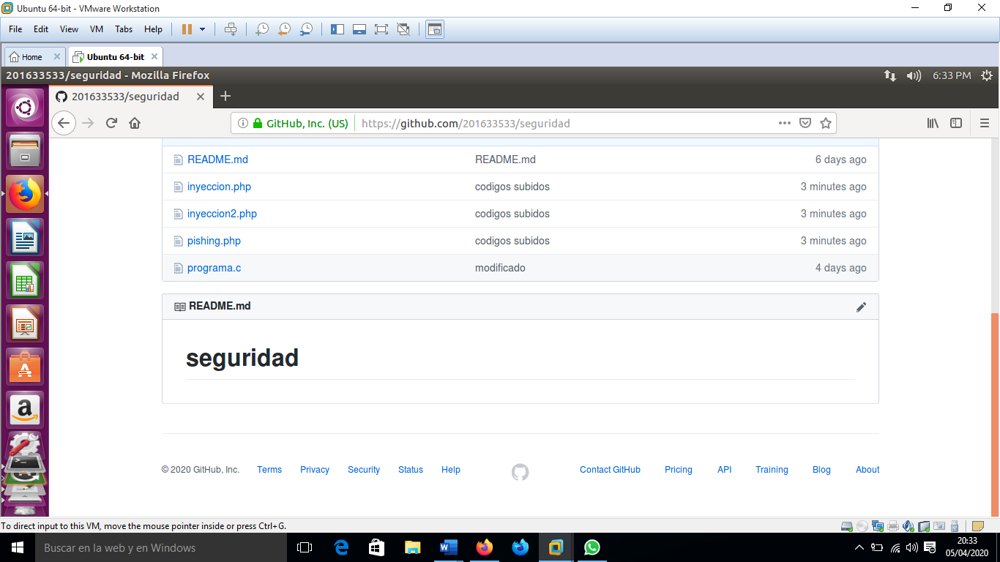 Ubuntu 64-bit - VMware Workstation
File Edit View VM Tabs Help
Home Ubuntu 64-bit
201633533/seguridad - Mozilla Firefox 6:33 PM
201633533/seguridad
GitHub, Inc. (US) https://github.com/201633533/seguridad
README.md README.md 6 days ago
inyeccion.php codigos subidos 3 minutes ago
inyeccion2.php codigos subidos 3 minutes ago
pishing.php codigos subidos 3 minutes ago
programa.c modificado 4 days ago
README.md
seguridad
© 2020 GitHub, Inc. Terms Privacy Security Status Help Contact GitHub Pricing API Training Blog About
To direct input to this VM, move the mouse pointer inside or press Ctrl+G.
Buscar en la web y en Windows
20:33
05/04/2020